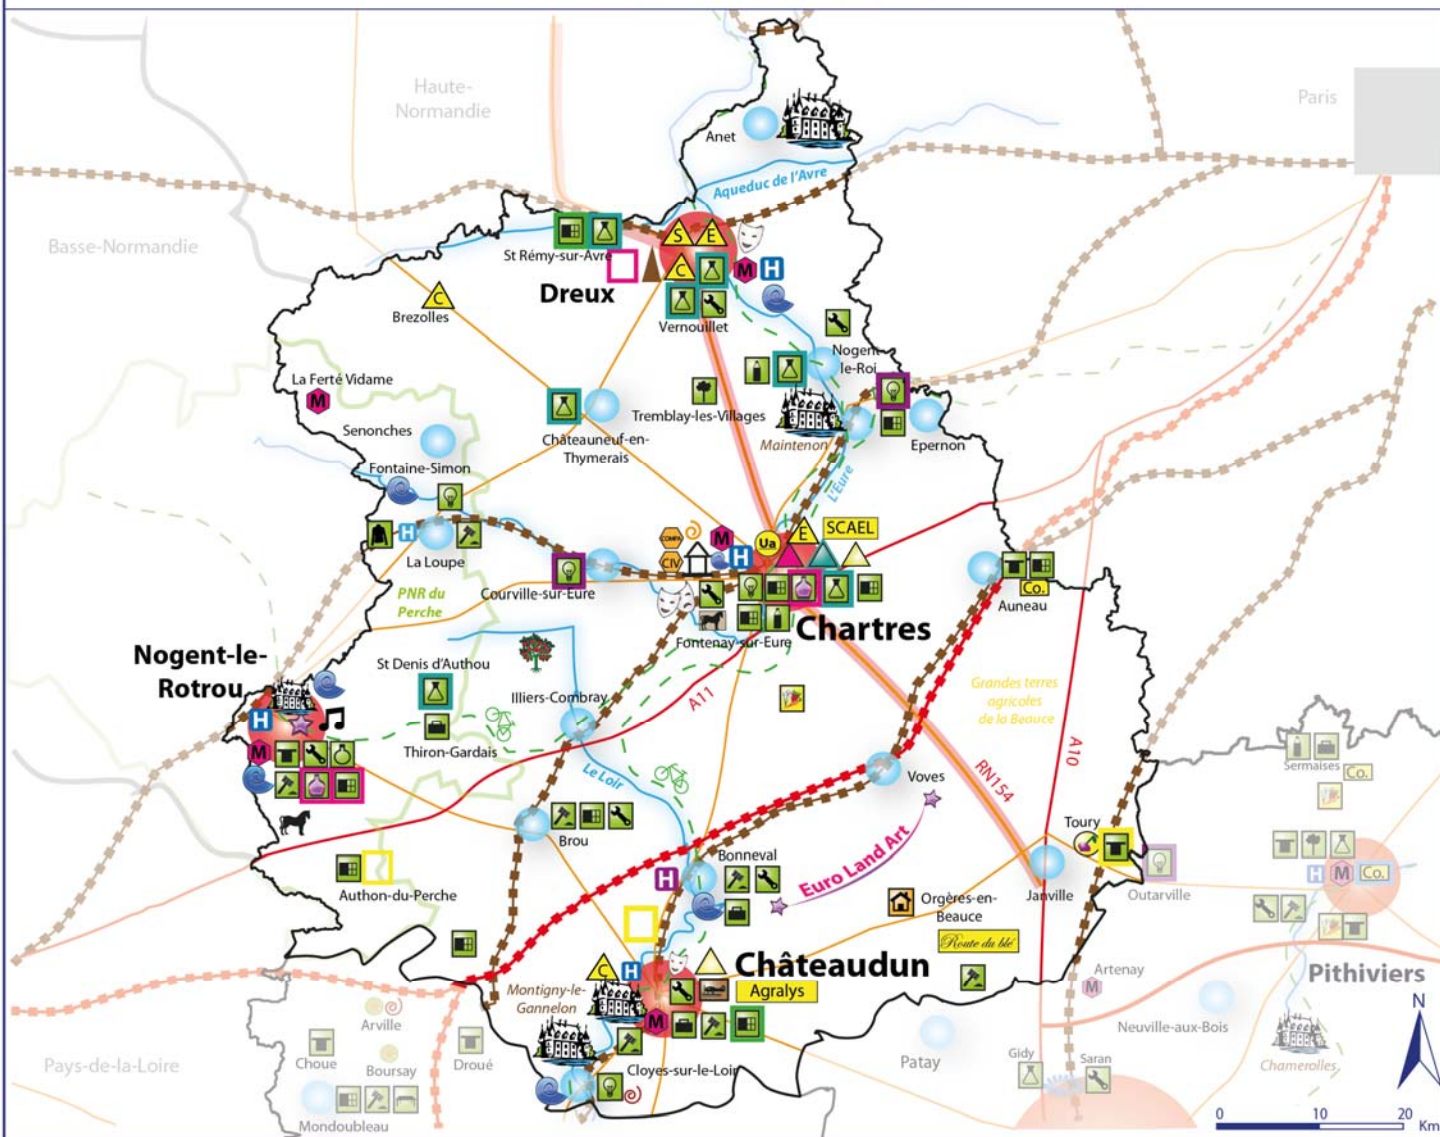 Haute-
Normandie
Paris
Anet
Aqueduc de l'Avre
Basse-Normandie
St Rémy-sur-Avre
S
E
C
M
H
Dreux
Vernouillet
C
Brezolles
Nogent
le-Roi
La Ferté Vidame
M
Tremblay-les-Villages
Maintenon
Epernon
Senonches
Châteauneuf-en-
Thymerais
Fontaine-Simon
L'Eure
H
La Loupe
COMPA
CIV
M
H
Ua
E
SCAEL
Courville-sur-Eure
Auneau
Co.
PNR du
Perche
Fontenay-sur-Eure
Chartres
Nogent-le-
Rotrou
St Denis d'Authou
Illiers-Combray
A11
Grandes terres
agricoles
de la Beauce
H
M
Thiron-Gardais
Le Loir
A10
RN154
Voves
Sermaises
Co.
Toury
Brou
Bonneval
H
Euro Land Art
Authon-du-Perche
Orgères-en-
Beauce
Janville
Outarville
H
M
Co.
Route du blé
C
H
Châteaudun
Agralys
Montigny-le-
Gannelon
M
Artenay
M
Pithiviers
N
Arville
Choue
Boursay
Droué
Cloyes-sur-le-Loir
Patay
Neuville-aux-Bois
Gidy
Saran
Chamerolles
Pays-de-la-Loire
Mondoubleau
0
10
20
Km